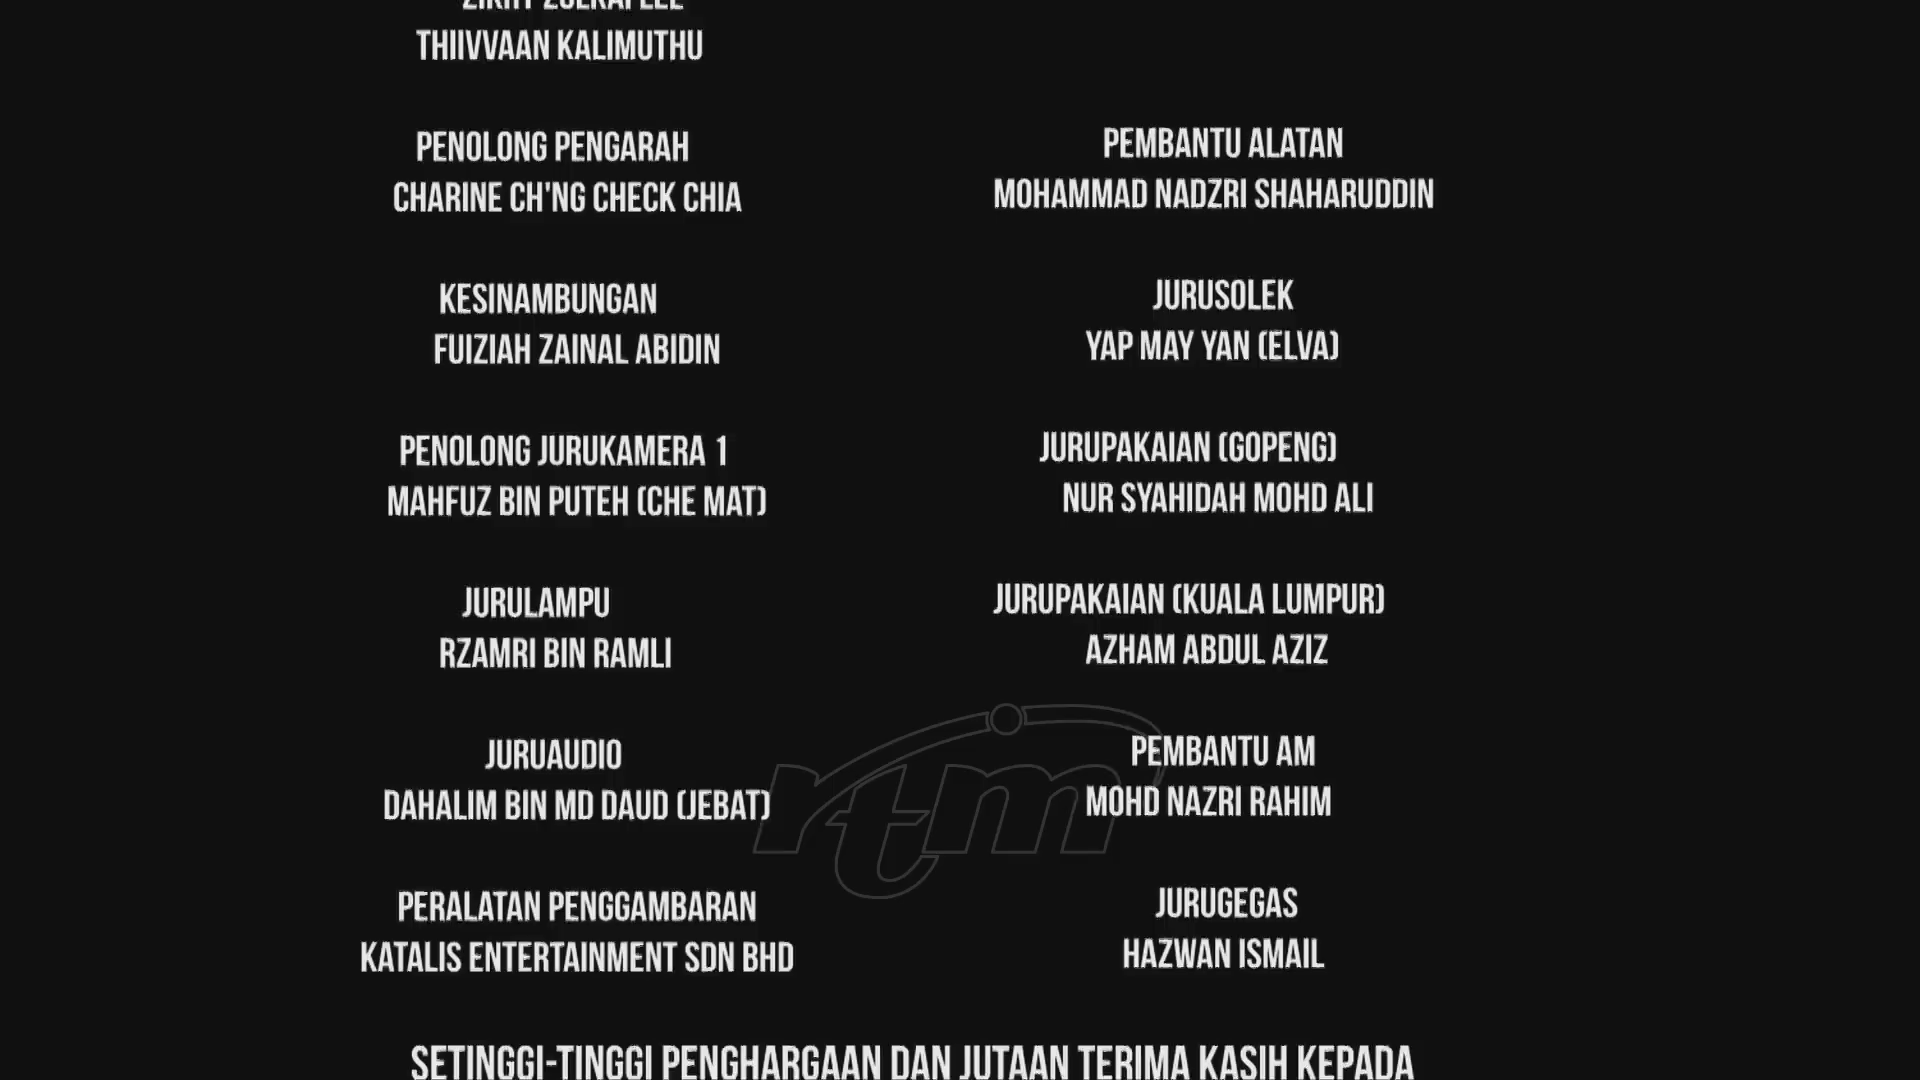 THIIVVAAN KALIMUTHU
PENOLONG PENGARAH
CHARINE CH'NG CHECK CHIA
KESINAMBUNGAN
FUIZIAH ZAINAL ABIDIN
PENOLONG JURUKAMERA 1
MAHFUZ BIN PUTEH (CHE MAT)
JURULAMPU
RZAMRI BIN RAMLI
JURUAUDIO
DAHALIM BIN MD DAUD (JEBAT)
PERALATAN PENGGAMBARAN
KATALIS ENTERTAINMENT SDN BHD
PEMBANTU ALATAN
MOHAMMAD NADZRI SHAHARUDDIN
JURUSOLEK
YAP MAY YAN (ELVA)
JURUPAKAIAN (GOPENG)
NUR SYAHIDAH MOHD ALI
JURUPAKAIAN (KUALA LUMPUR)
AZHAM ABDUL AZIZ
PEMBANTU AM
MOHD NAZRI RAHIM
JURUGEGAS
HAZWAN ISMAIL
rtm
SETINGGI-TINGGI PENGHARGAAN DAN JUTAAN TERIMA KASIH KEPADA